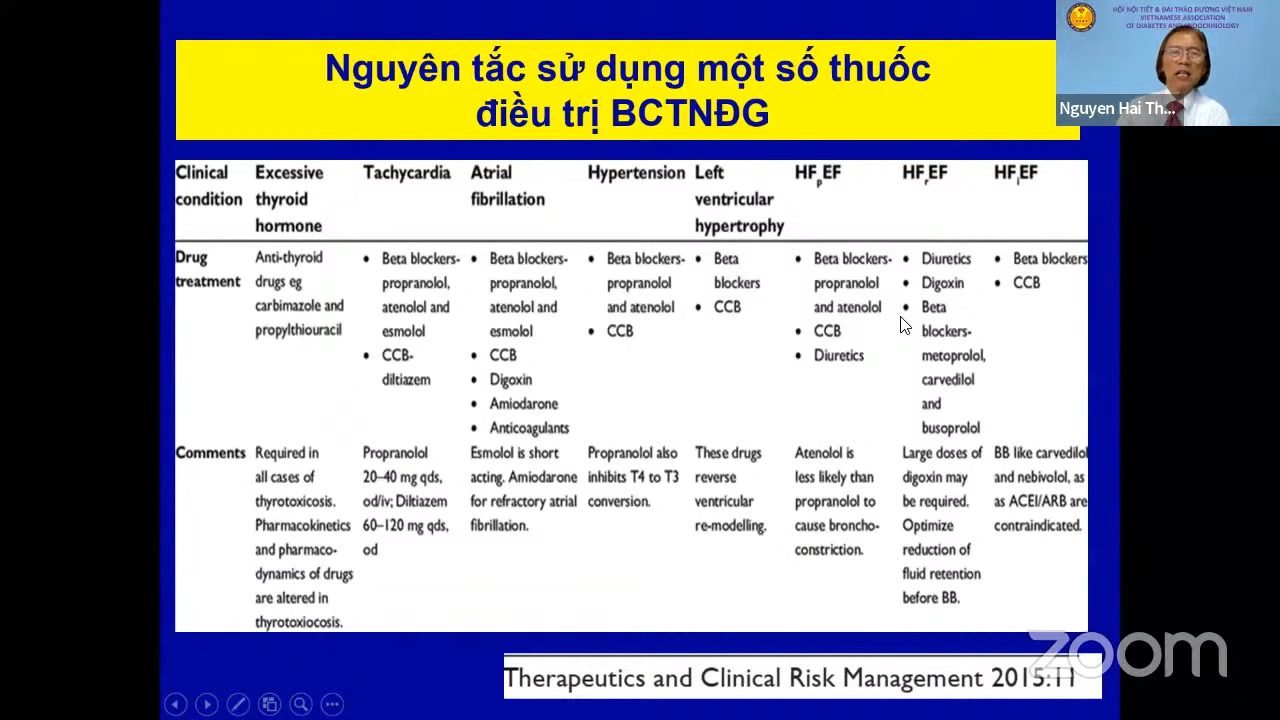 HỘI NỘI TIẾT & ĐÁI THÁO ĐƯỜNG VIỆT NAM
VIETNAMESE ASSOCIATION
OF DIABETES AND ENDOCRINOLOGY
Nguyen Hai Th...
Nguyên tắc sử dụng một số thuốc
điều trị BCTNĐG
Clinical
condition
Excessive
thyroid
hormone
Tachycardia
Atrial
fibrillation
Hypertension
Left
ventricular
hypertrophy
HFpEF
HFrEF
HFiEF
Drug
treatment
Anti-thyroid
drugs eg
carbimazole and
propylthiouracil
• Beta blockers-
propranolol,
atenolol and
esmolol
• CCB-
diltiazem
• Beta blockers-
propranolol,
atenolol and
esmolol
• CCB
• Digoxin
• Amiodarone
• Anticoagulants
• Beta blockers-
propranolol
and atenolol
• CCB
• Beta
blockers
• CCB
• Beta blockers-
propranolol
and atenolol
• CCB
• Diuretics
• Diuretics
• Digoxin
• Beta
blockers-
metoprolol,
carvedilol
and
busoprolol
• Beta blockers
• CCB
Comments
Required in
all cases of
thyrotoxicosis.
Pharmacokinetics
and pharmaco-
dynamics of drugs
are altered in
thyrotoxiocosis.
Propranolol
20–40 mg qds,
od/iv; Diltiazem
60–120 mg qds,
od
Esmolol is short
acting. Amiodarone
for refractory atrial
fibrillation.
Propranolol also
inhibits T4 to T3
conversion.
These drugs
reverse
ventricular
re-modelling.
Atenolol is
less likely than
propranolol to
cause broncho-
constriction.
Large doses of
digoxin may
be required.
Optimize
reduction of
fluid retention
before BB.
BB like carvedilol
and nebivolol, as
as ACEI/ARB are
contraindicated.
Therapeutics and Clinical Risk Management 2015:11
zoom